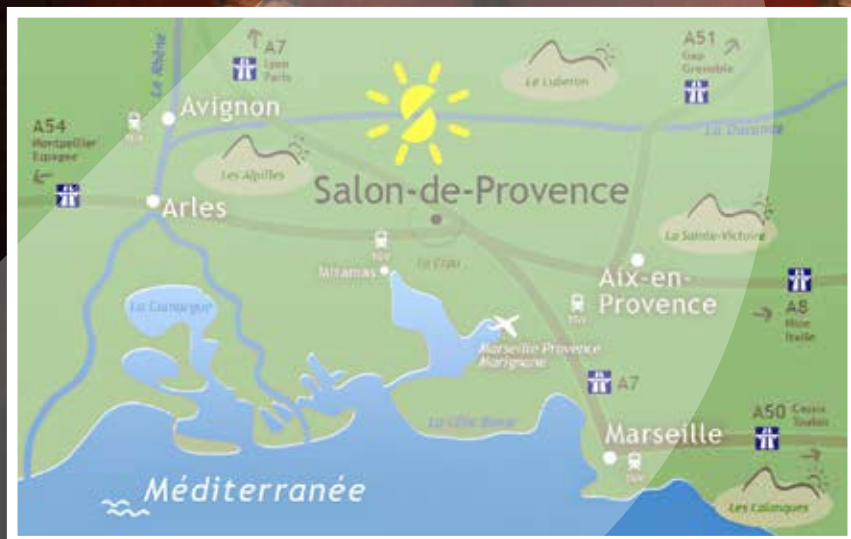 A7
Lyon
Paris
A51
Gap
Grenoble
Le Rhône
Le Luberon
Avignon
TGV
La Durance
A54
Montpellier
Espagne
Les Alpilles
Salon-de-Provence
Arles
La Sainte-Victoire
TGV
Miramas
La Crau
Aix-en-
Provence
La Camargue
TGV
A8
Nice
Italie
Marseille Provence
Marignane
A7
La Côte Bleue
A50
Cassis
Toulon
Marseille
TGV
Méditerranée
Les Calanques